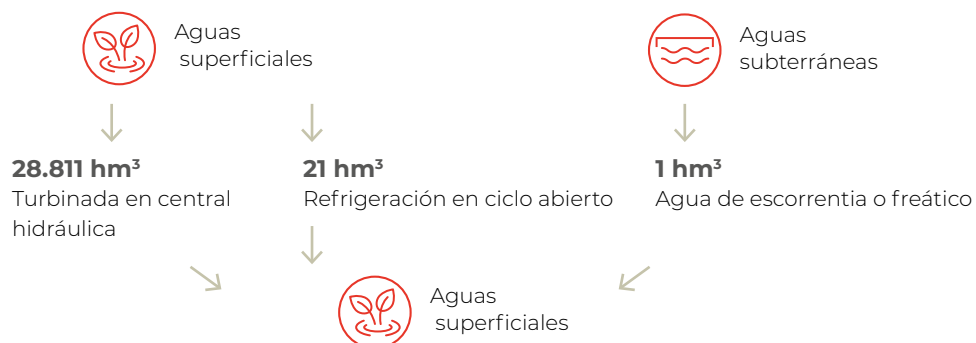 Aguas
superficiales
Aguas
subterráneas
28.811 hm³
Turbinada en central
hidráulica
21 hm³
Refrigeración en ciclo abierto
1 hm³
Agua de escorrentia o freático
Aguas
superficiales